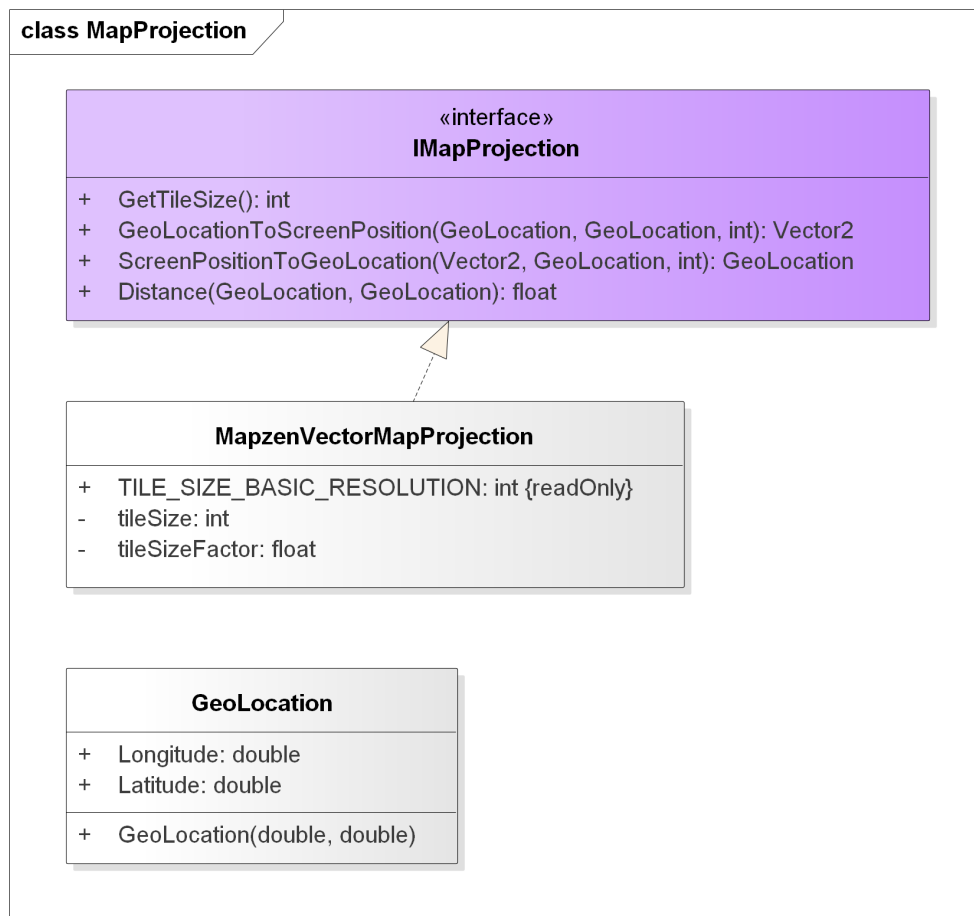 class MapProjection
«interface»
IMapProjection
+ GetTileSize(): int
+ GeoLocationToScreenPosition(GeoLocation, GeoLocation, int): Vector2
+ ScreenPositionToGeoLocation(Vector2, GeoLocation, int): GeoLocation
+ Distance(GeoLocation, GeoLocation): float
MapzenVectorMapProjection
+ TILE_SIZE_BASIC_RESOLUTION: int {readOnly}
- tileSize: int
- tileSizeFactor: float
GeoLocation
+ Longitude: double
+ Latitude: double
+ GeoLocation(double, double)